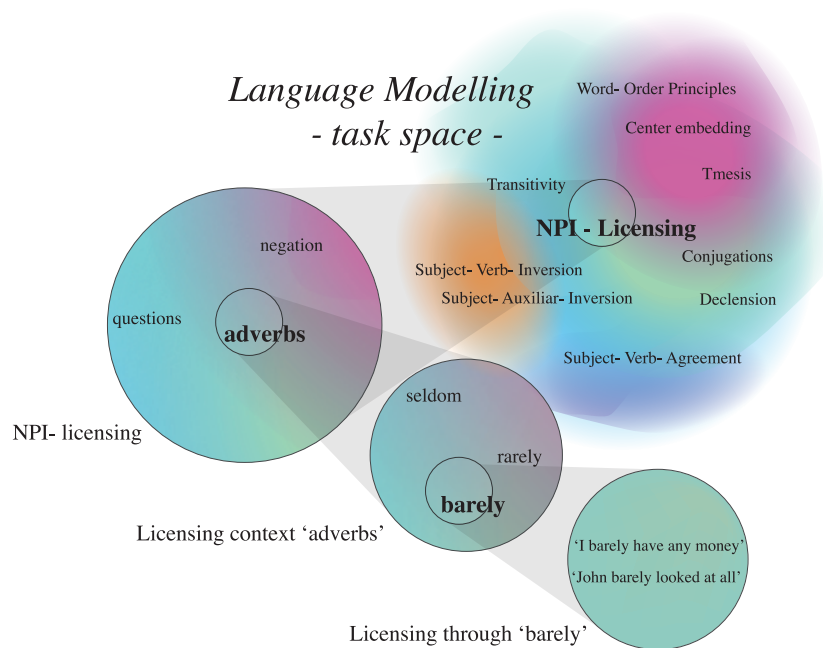 Language Modelling
- task space -
Word- Order Principles
Center embedding
Tmesis
Transitivity
NPI - Licensing
Conjugations
Subject- Verb- Inversion
Subject- Auxiliar- Inversion
Declension
Subject- Verb- Agreement
negation
questions
adverbs
NPI- licensing
seldom
rarely
barely
Licensing context ‘adverbs’
‘I barely have any money’
‘John barely looked at all’
Licensing through ‘barely’